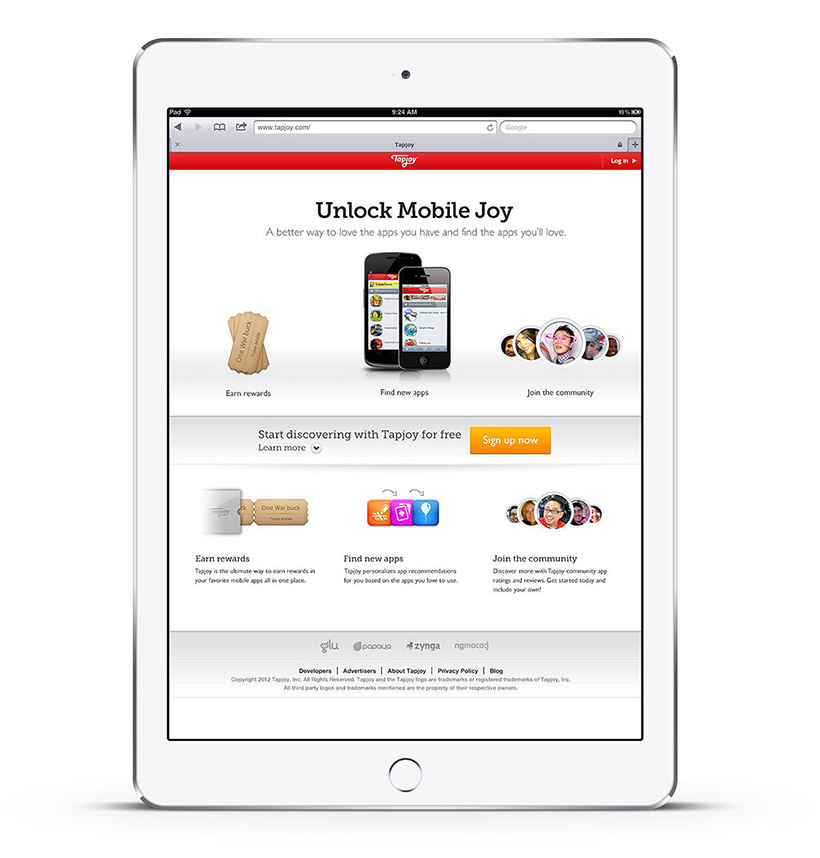 Pad
9:24 AM
19%
www.tapjoy.com/
Google
Tapjoy
Tapjoy
Log in
Unlock Mobile Joy
A better way to love the apps you have and find the apps you'll love.
One War buck
Earn rewards
Find new apps
Join the community
Start discovering with Tapjoy for free
Learn more
Sign up now
Tapjoy
ck
One War buck
Earn rewards
Tapjoy is the ultimate way to earn rewards in
your favorite mobile apps all in one place.
Find new apps
Tapjoy personalizes app recommendations
for you based on the apps you love to use.
Join the community
Discover more with Tapjoy community app
ratings and reviews. Get started today and
include your own!
glu
papaya
zynga
ngmoco:)
Developers | Advertisers | About Tapjoy | Privacy Policy | Blog
Copyright 2012 Tapjoy, Inc. All Rights Reserved. Tapjoy and the Tapjoy logo are trademarks or registered trademarks of Tapjoy, Inc.
All third party logos and trademarks mentioned are the property of their respective owners.